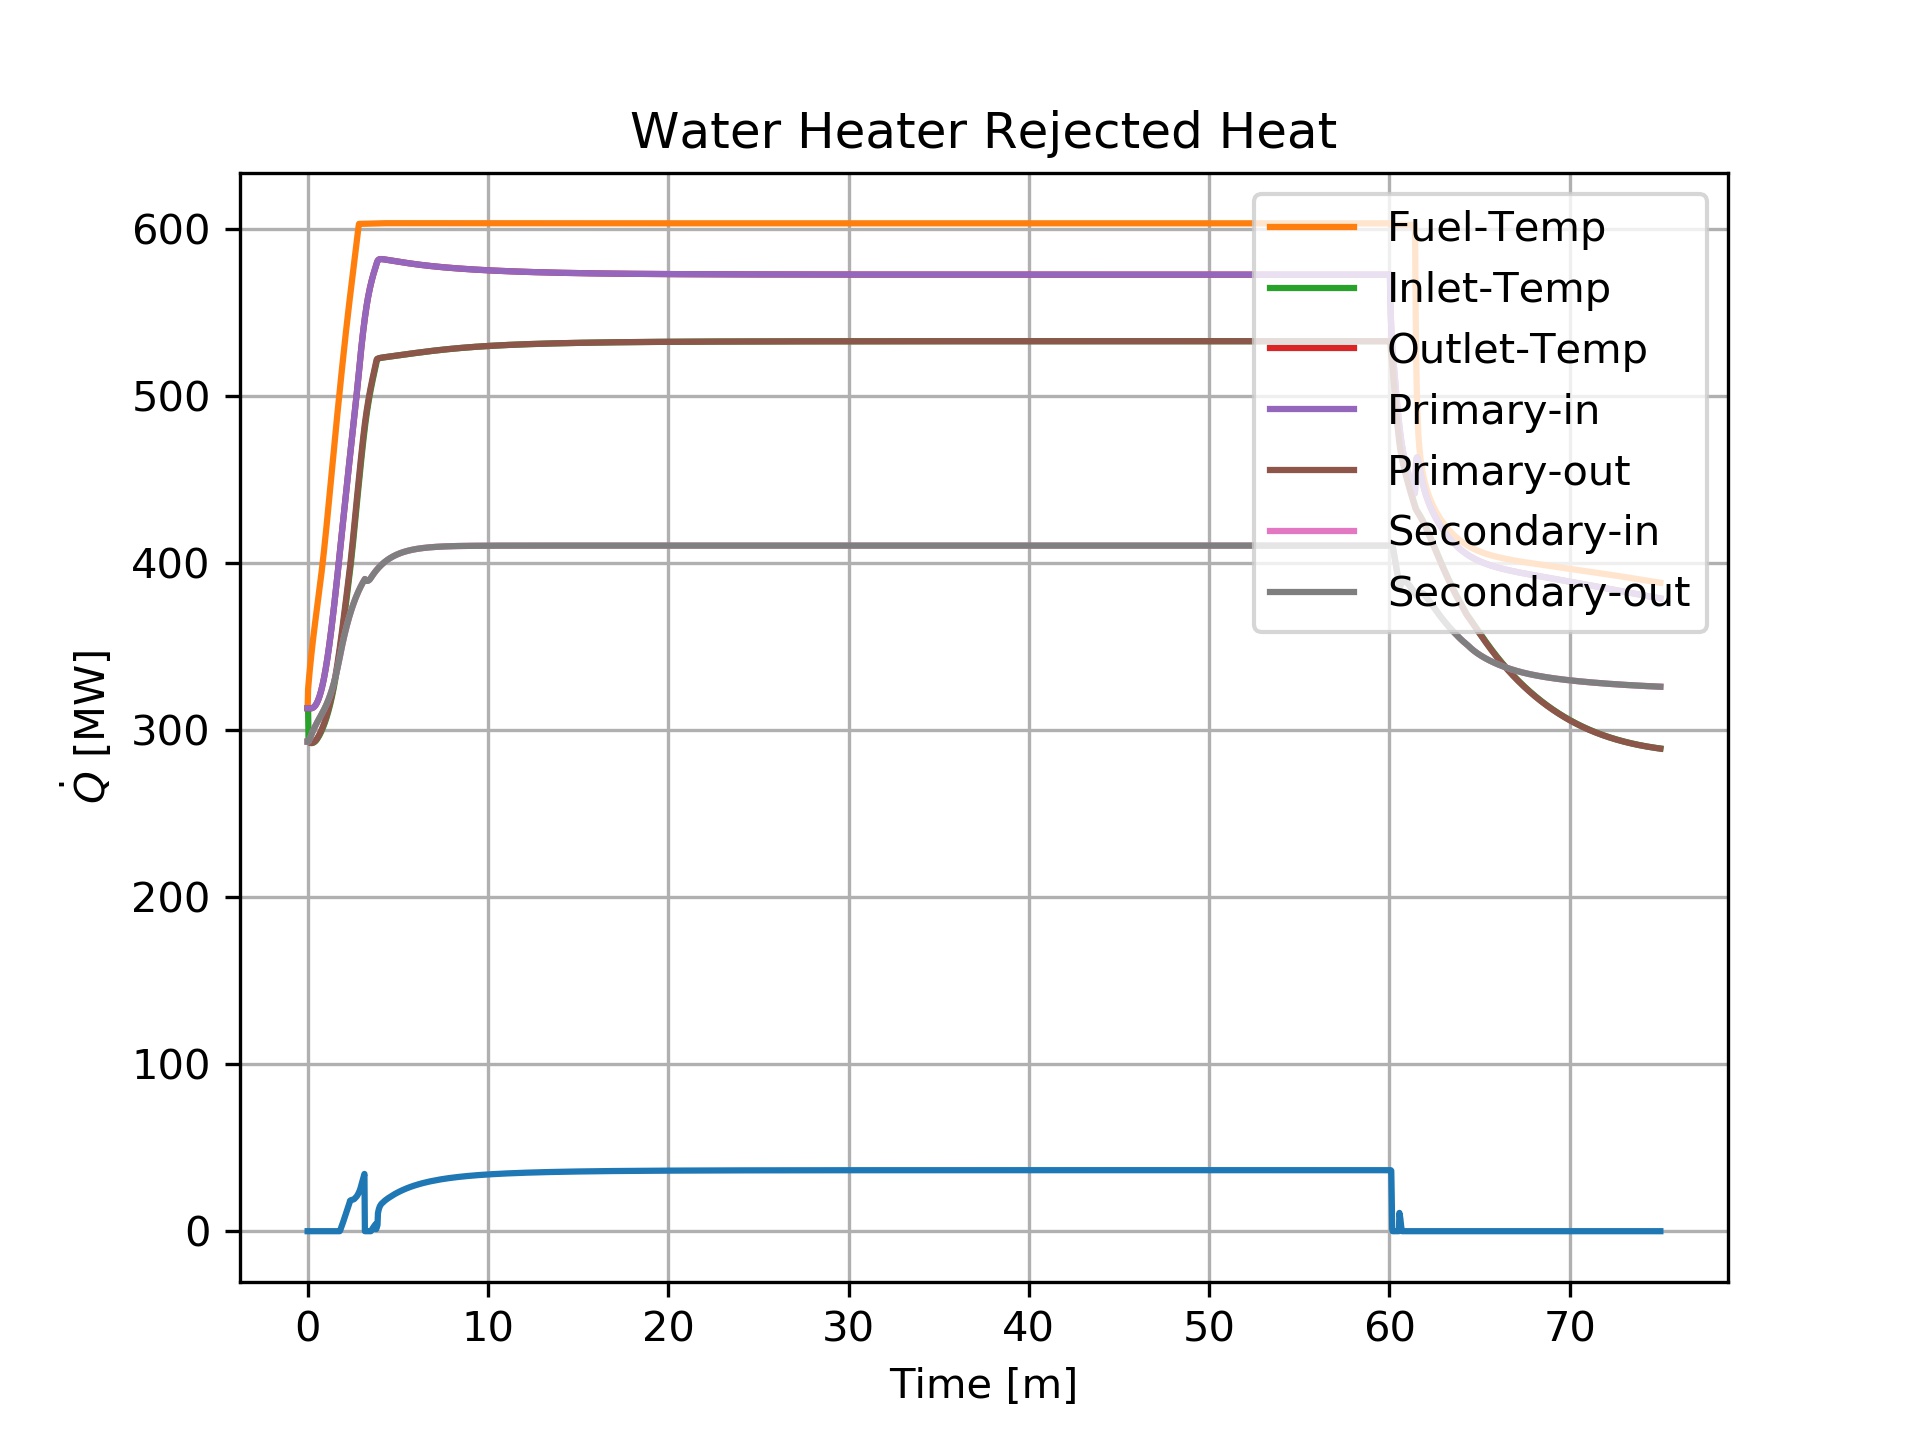 Water Heater Rejected Heat
600
500
400
300
200
100
0
Q̇ [MW]
Fuel-Temp
Inlet-Temp
Outlet-Temp
Primary-in
Primary-out
Secondary-in
Secondary-out
0 10 20 30 40 50 60 70
Time [m]